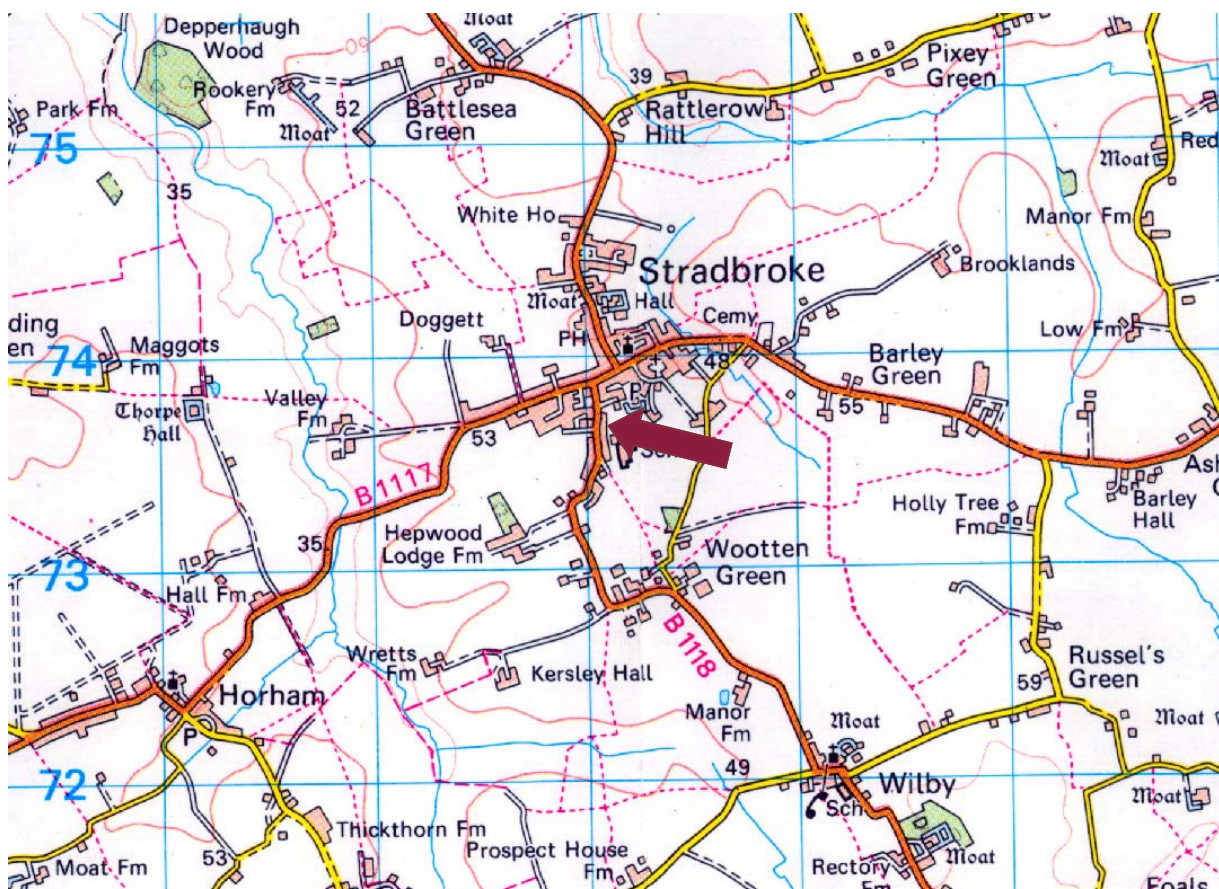 Moat
Depperhaugh
Wood
60
Pixey
Green
39
Rookery
Fm
52
Battlesea
Green
Rattlerow
Hill
Park Fm
Moat
75
Red
Moat
35
White Ho
Manor Fm
Stradbroke
Brooklands
Moat
Hall
ding
en
Doggett
PH
Cemy
Low Fm
74
Maggots
Fm
48
Barley
Green
Thorpe
Hall
Valley
Fm
P
55
53
Sch
B 1117
Ash
Holly Tree
Fm
Barley
Hall
Hepwood
Lodge Fm
35
Wootten
Green
73
Hall Fm
B 1118
Wretts
Fm
Kersley Hall
Russel's
Green
59
Horham
Manor
Fm
Moat
Moat
P
49
72
Wilby
Sch
Moat
Thickthorn Fm
53
Prospect House
Fm
Moat
Moat Fm
Rectory
Fm
Foals